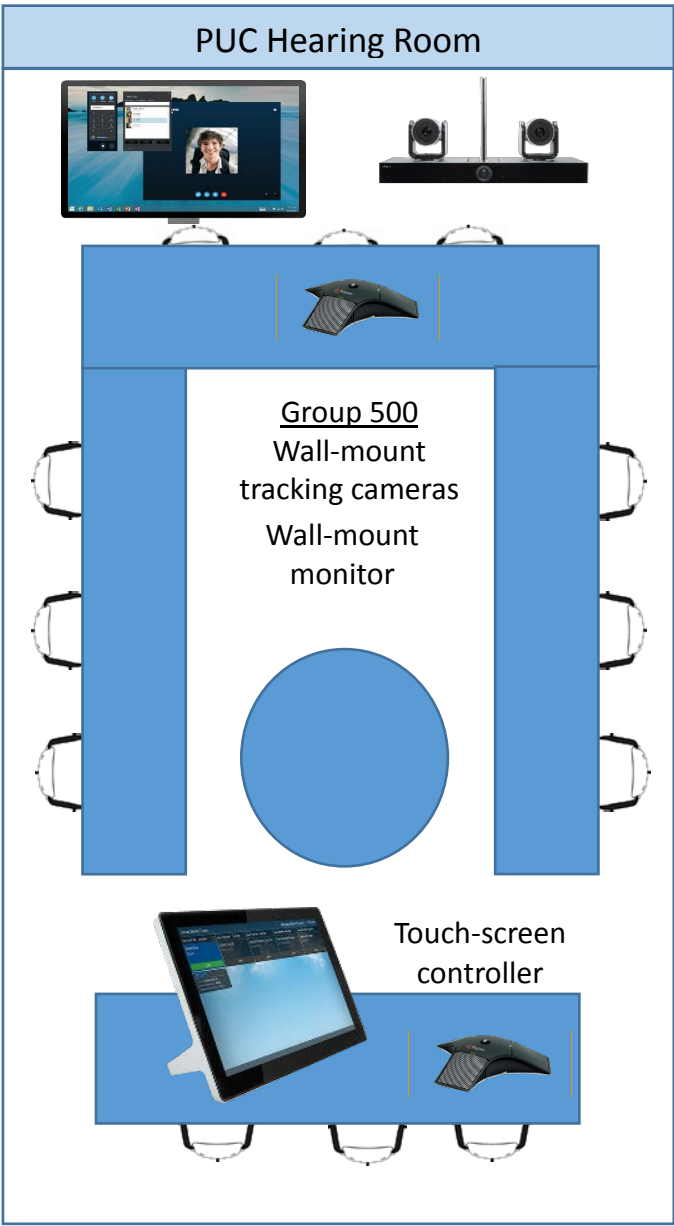 PUC Hearing Room
Group 500
Wall-mount
tracking cameras
Wall-mount
monitor
Touch-screen
controller